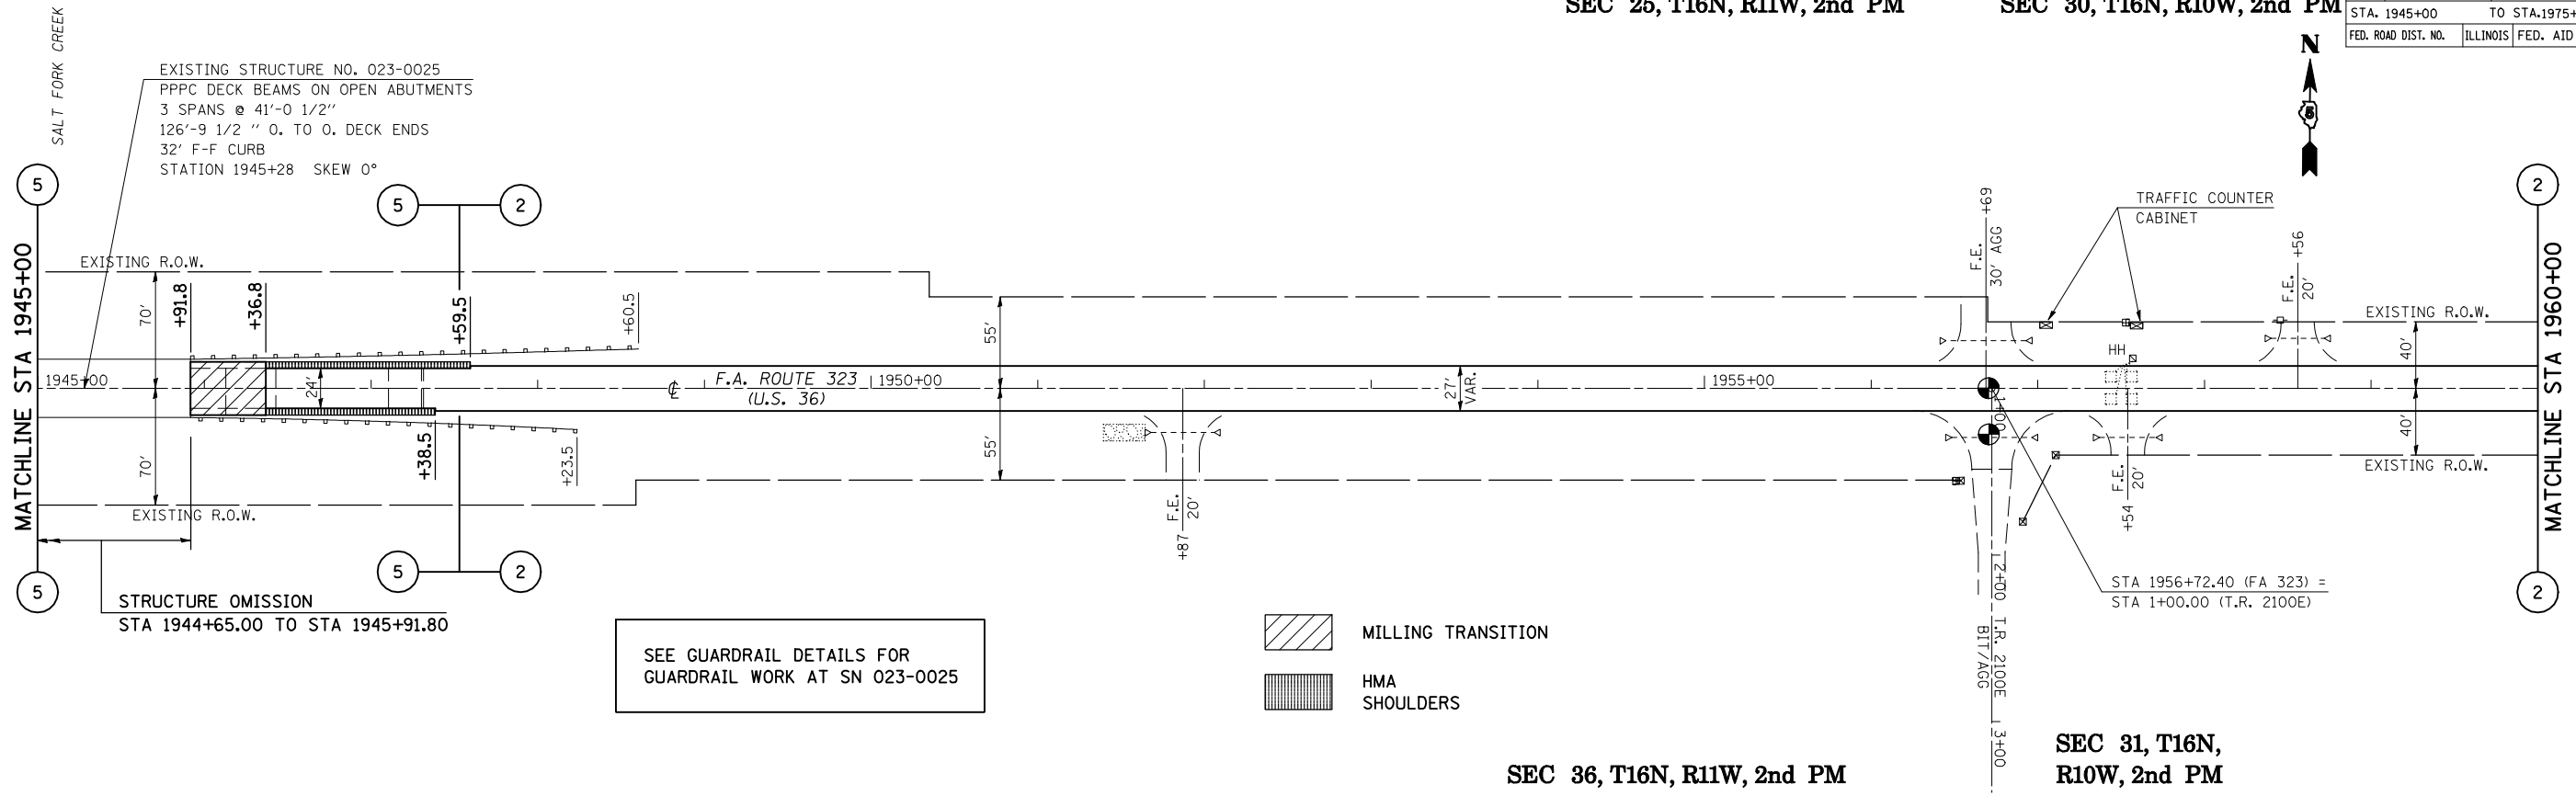 SEC 25, T16N, R11W, 2nd PM
SEC 30, T16N, R10W, 2nd PM
STA. 1945+00 TO STA.1975+
FED. ROAD DIST. NO. ILLINOIS FED. AID
N
5
SALT FORK CREEK
EXISTING STRUCTURE NO. 023-0025
PPPC DECK BEAMS ON OPEN ABUTMENTS
3 SPANS @ 41'-0 1/2"
126'-9 1/2 " O. TO O. DECK ENDS
32' F-F CURB
STATION 1945+28 SKEW 0°
5
5
2
2
TRAFFIC COUNTER
CABINET
MATCHLINE STA 1945+00
EXISTING R.O.W.
70'
+91.8
+36.8
+59.5
+60.5
55'
+69
F.E.
30' AGG
+56
F.E.
20'
EXISTING R.O.W.
40'
MATCHLINE STA 1960+00
HH
1945+00
24'
℄
F.A. ROUTE 323
(U.S. 36)
1950+00
27'
VAR.
1955+00
1+00
70'
+38.5
+23.5
55'
F.E.
20'
+87
F.E.
20'
+54
40'
EXISTING R.O.W.
EXISTING R.O.W.
5
5
2
2
STRUCTURE OMISSION
STA 1944+65.00 TO STA 1945+91.80
SEE GUARDRAIL DETAILS FOR
GUARDRAIL WORK AT SN 023-0025
MILLING TRANSITION
HMA
SHOULDERS
2+00
T.R. 2100E
BIT/AGG
3+00
STA 1956+72.40 (FA 323) =
STA 1+00.00 (T.R. 2100E)
SEC 36, T16N, R11W, 2nd PM
SEC 31, T16N,
R10W, 2nd PM